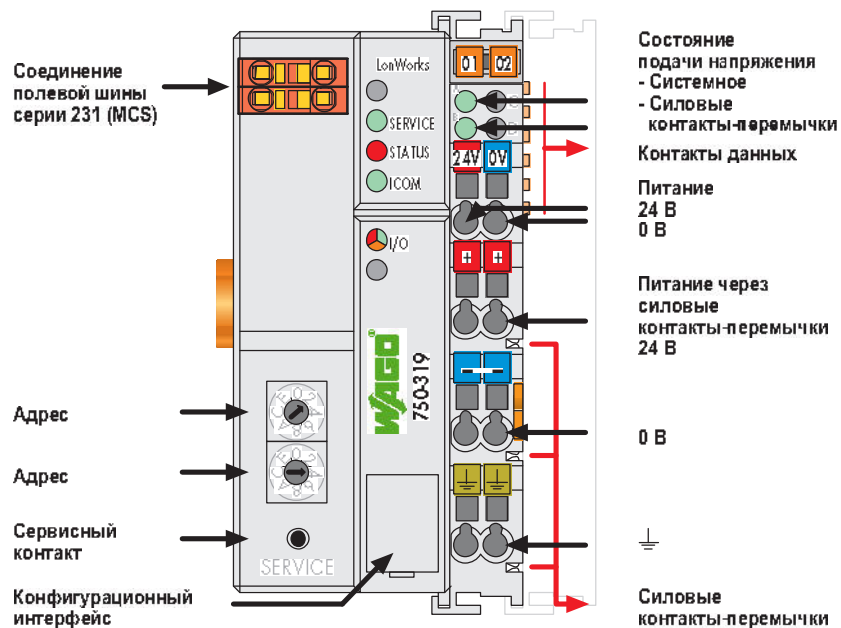 Соединение
полевой шины
серии 231 (MCS)
Адрес
Адрес
Сервисный
контакт
Конфигурационный
интерфейс
LonWorks
SERVICE
STATUS
ICOM
I/O
WAGO
750-319
SERVICE
01 02
A
C
B
D
24V 0V
+ +
Состояние
подачи напряжения
- Системное
- Силовые
контакты-перемычки
Контакты данных
Питание
24 В
0 В
Питание через
силовые
контакты-перемычки
24 В
0 В
Силовые
контакты-перемычки